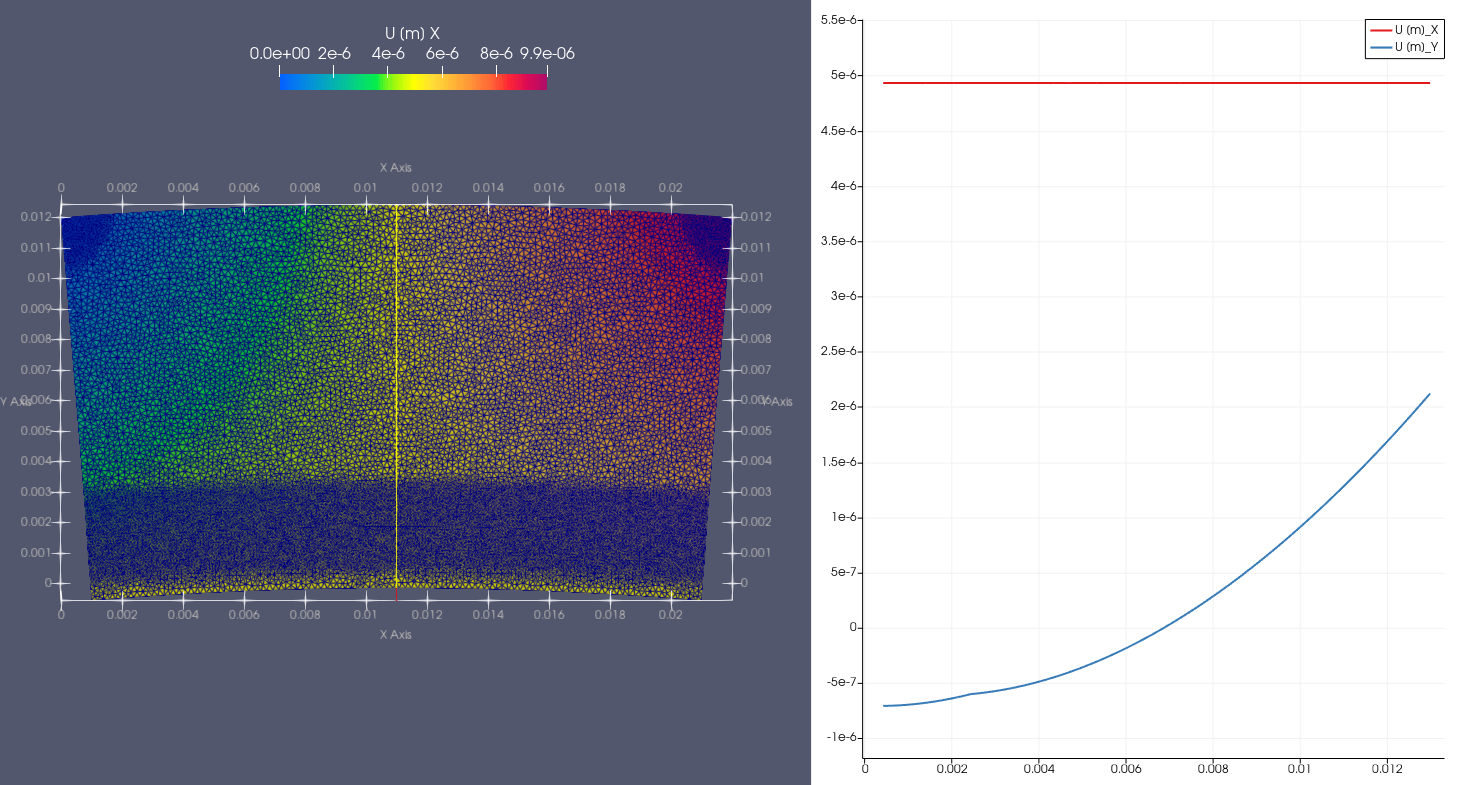 U (m) X
0.0e+00 2e-6 4e-6 6e-6 8e-6 9.9e-06
X Axis
0 0.002 0.004 0.006 0.008 0.01 0.012 0.014 0.016 0.018 0.02
0.012 0.012
0.011 0.011
0.01 0.01
0.009 0.009
0.008 0.008
0.007 0.007
Y Axis 0.006 0.006 Y Axis
0.005 0.005
0.004 0.004
0.003 0.003
0.002 0.002
0.001 0.001
0 0
0 0.002 0.004 0.006 0.008 0.01 0.012 0.014 0.016 0.018 0.02
X Axis
U (m)_X
U (m)_Y
5.5e-6
5e-6
4.5e-6
4e-6
3.5e-6
3e-6
2.5e-6
2e-6
1.5e-6
1e-6
5e-7
0
-5e-7
-1e-6
0 0.002 0.004 0.006 0.008 0.01 0.012